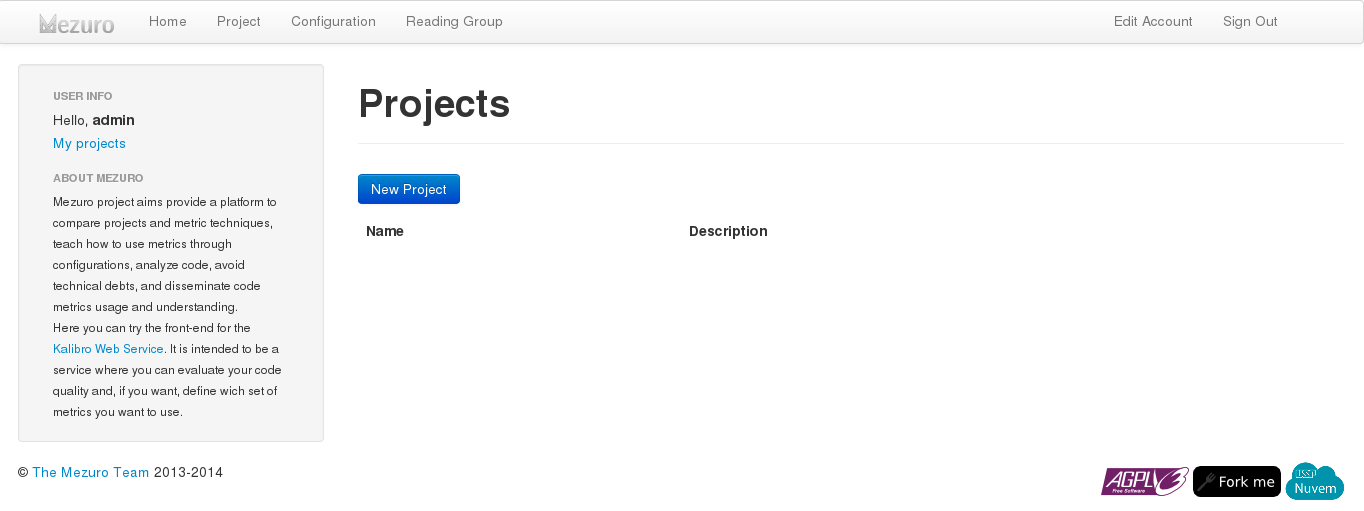 Mezuro Home Project Configuration Reading Group Edit Account Sign Out
USER INFO
Hello, admin
My projects
ABOUT MEZURO
Mezuro project aims provide a platform to
compare projects and metric techniques,
teach how to use metrics through
configurations, analyze code, avoid
technical debts, and disseminate code
metrics usage and understanding.
Here you can try the front-end for the
Kalibro Web Service. It is intended to be a
service where you can evaluate your code
quality and, if you want, define wich set of
metrics you want to use.
Projects
New Project
Name Description
© The Mezuro Team 2013-2014
AGPLv3
Free Software
Fork me
Nuvem